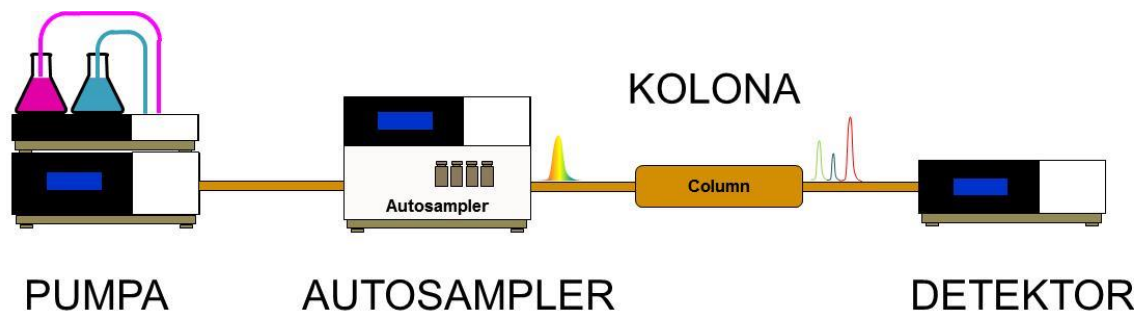 KOLONA
Column
Autosampler
PUMPA
AUTOSAMPLER
DETEKTOR